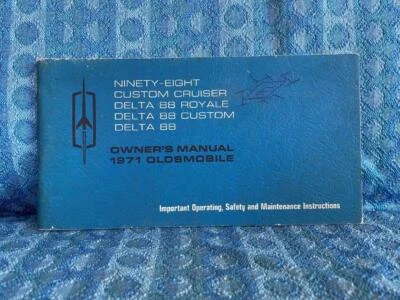 NINETY-EIGHT
CUSTOM CRUISER
DELTA 88 ROYALE
DELTA 88 CUSTOM
DELTA 88
OWNER'S MANUAL
1971 OLDSMOBILE
Important Operating, Safety and Maintenance Instructions